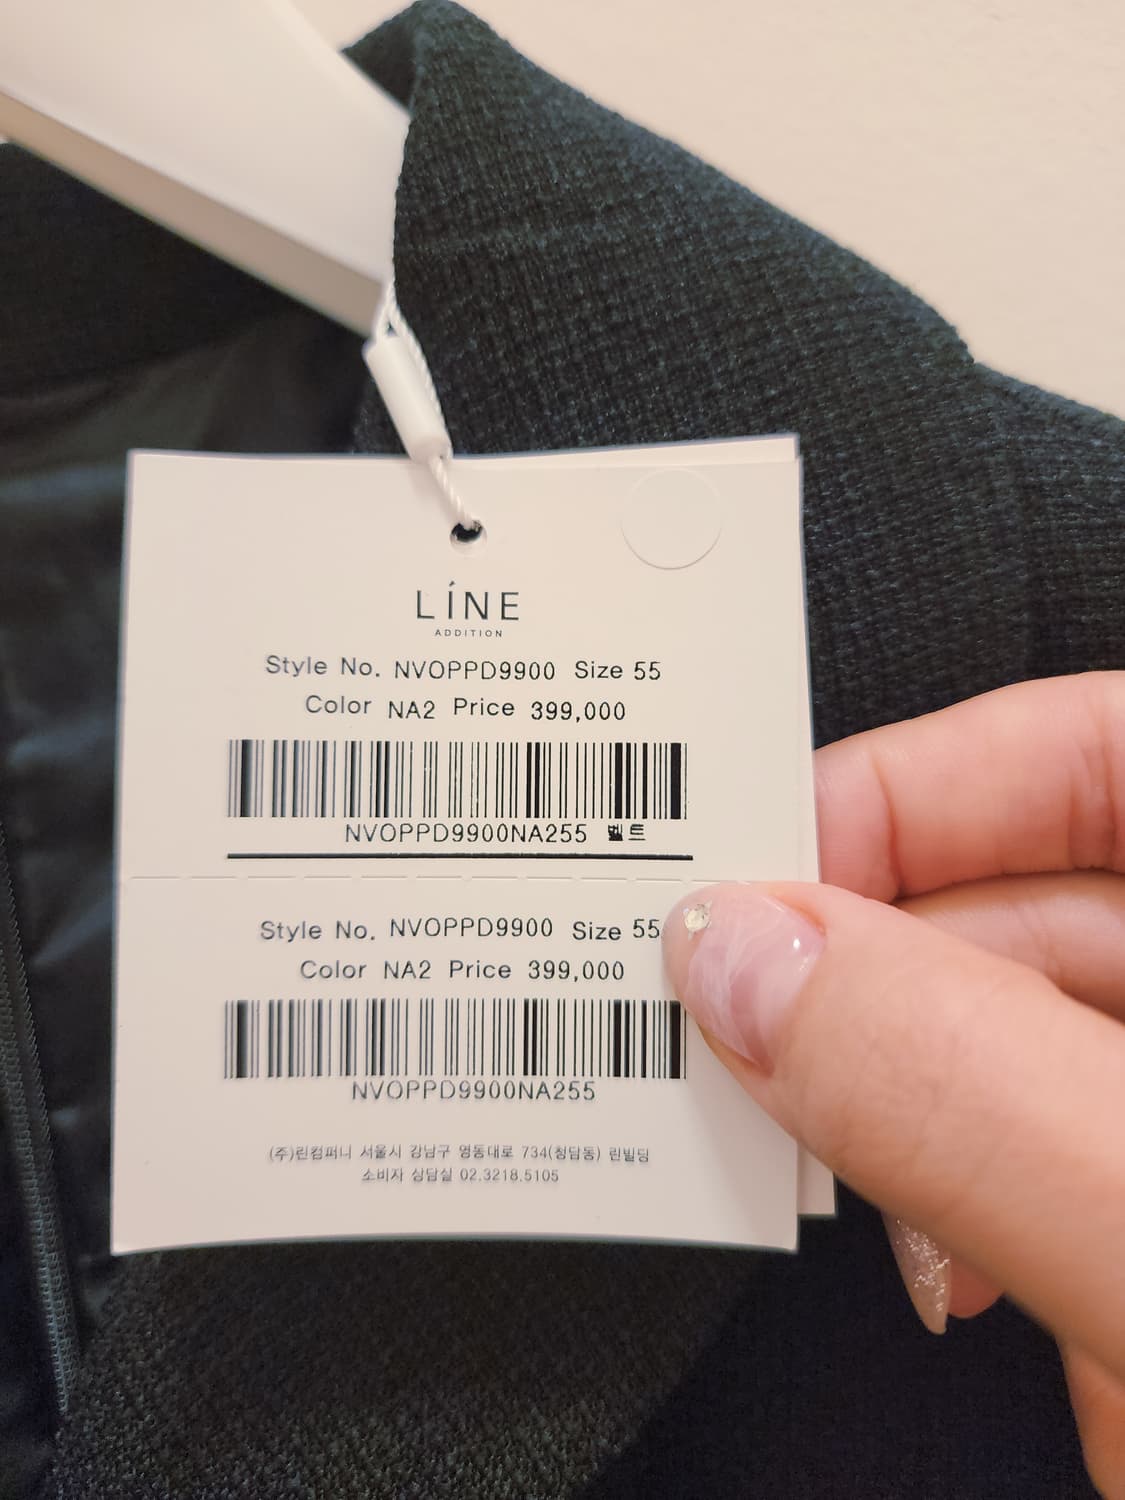 LÍNE
ADDITION
Style No. NVOPPD9900 Size 55
Color NA2 Price 399,000
NVOPPD9900NA255 벨트
Style No. NVOPPD9900 Size 55
Color NA2 Price 399,000
NVOPPD9900NA255
(주)린컴퍼니 서울시 강남구 영동대로 734(청담동) 린빌딩
소비자 상담실 02.3218.5105